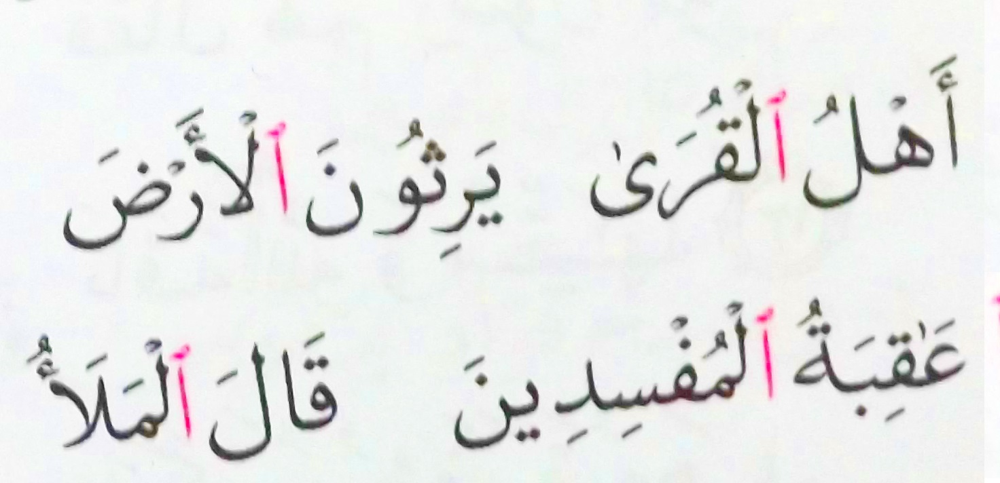 أَهْلُ ٱلْقُرَىٰ يَرِثُونَ ٱلْأَرْضَ
عَٰقِبَةُ ٱلْمُفْسِدِينَ قَالَ ٱلْمَلَأُ